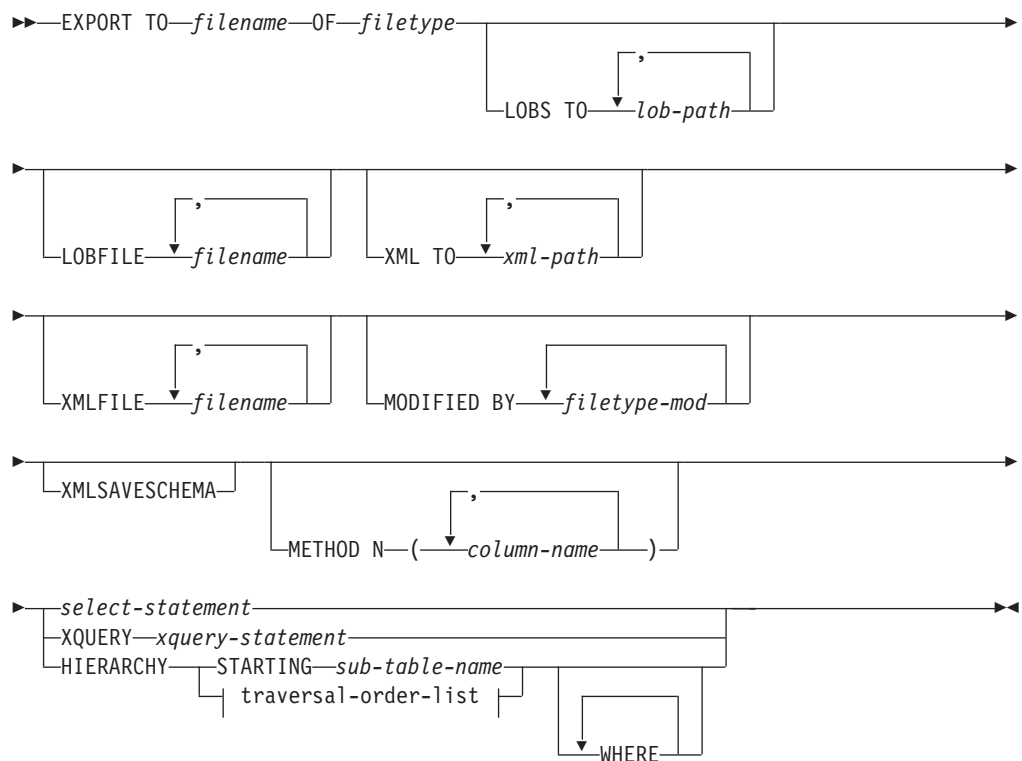 EXPORT TO filename OF filetype
,
LOBS TO lob-path
, ,
LOBFILE filename XML TO xml-path
,
XMLFILE filename MODIFIED BY filetype-mod
XMLSAVESCHEMA
,
METHOD N ( column-name )
select-statement
XQUERY xquery-statement
HIERARCHY STARTING sub-table-name
traversal-order-list
WHERE